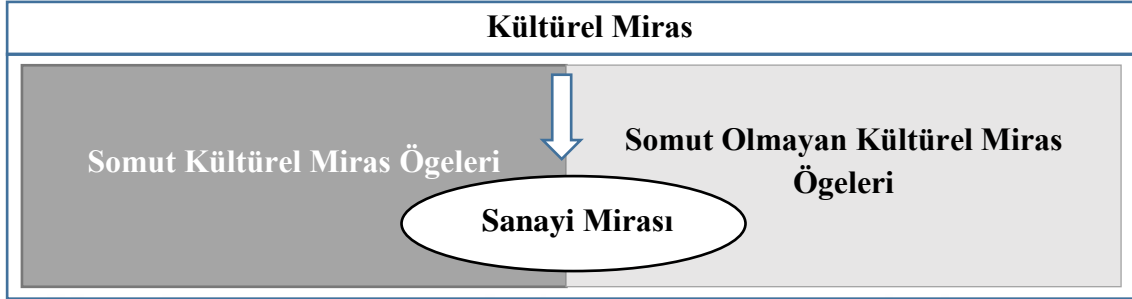 Kültürel Miras
Somut Kültürel Miras Ögeleri
Somut Olmayan Kültürel Miras
Ögeleri
Sanayi Mirası